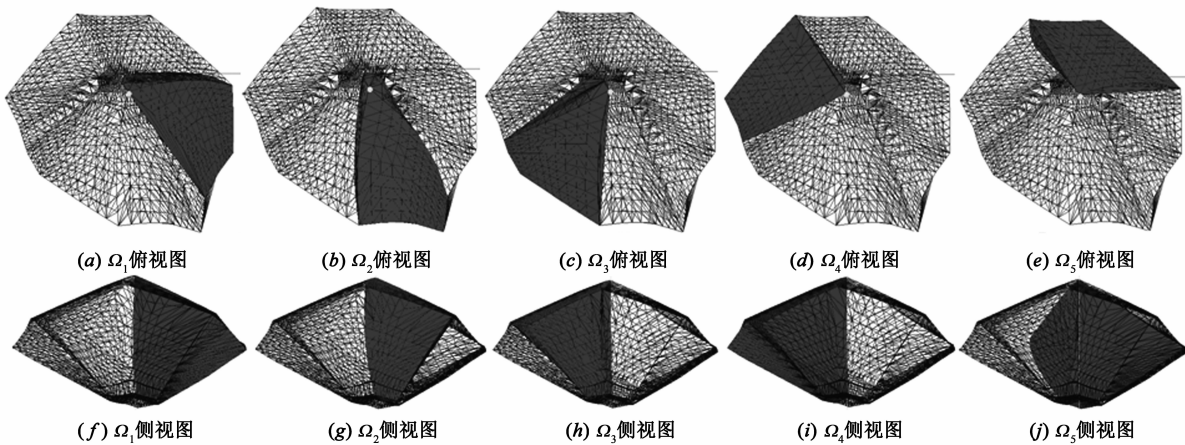 (a) Ω₁俯视图
(b) Ω₂俯视图
(c) Ω₃俯视图
(d) Ω₄俯视图
(e) Ω₅俯视图
(f) Ω₁侧视图
(g) Ω₂侧视图
(h) Ω₃侧视图
(i) Ω₄侧视图
(j) Ω₅侧视图